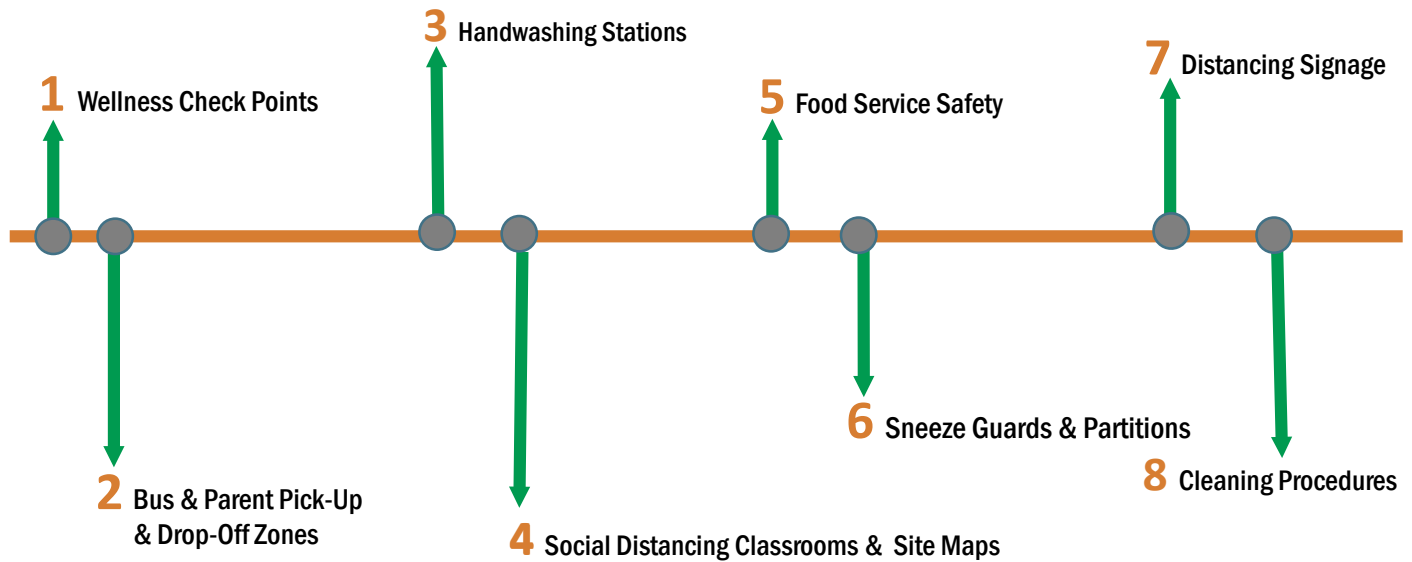 1 Wellness Check Points
2 Bus & Parent Pick-Up
& Drop-Off Zones
3 Handwashing Stations
4 Social Distancing Classrooms & Site Maps
5 Food Service Safety
6 Sneeze Guards & Partitions
7 Distancing Signage
8 Cleaning Procedures